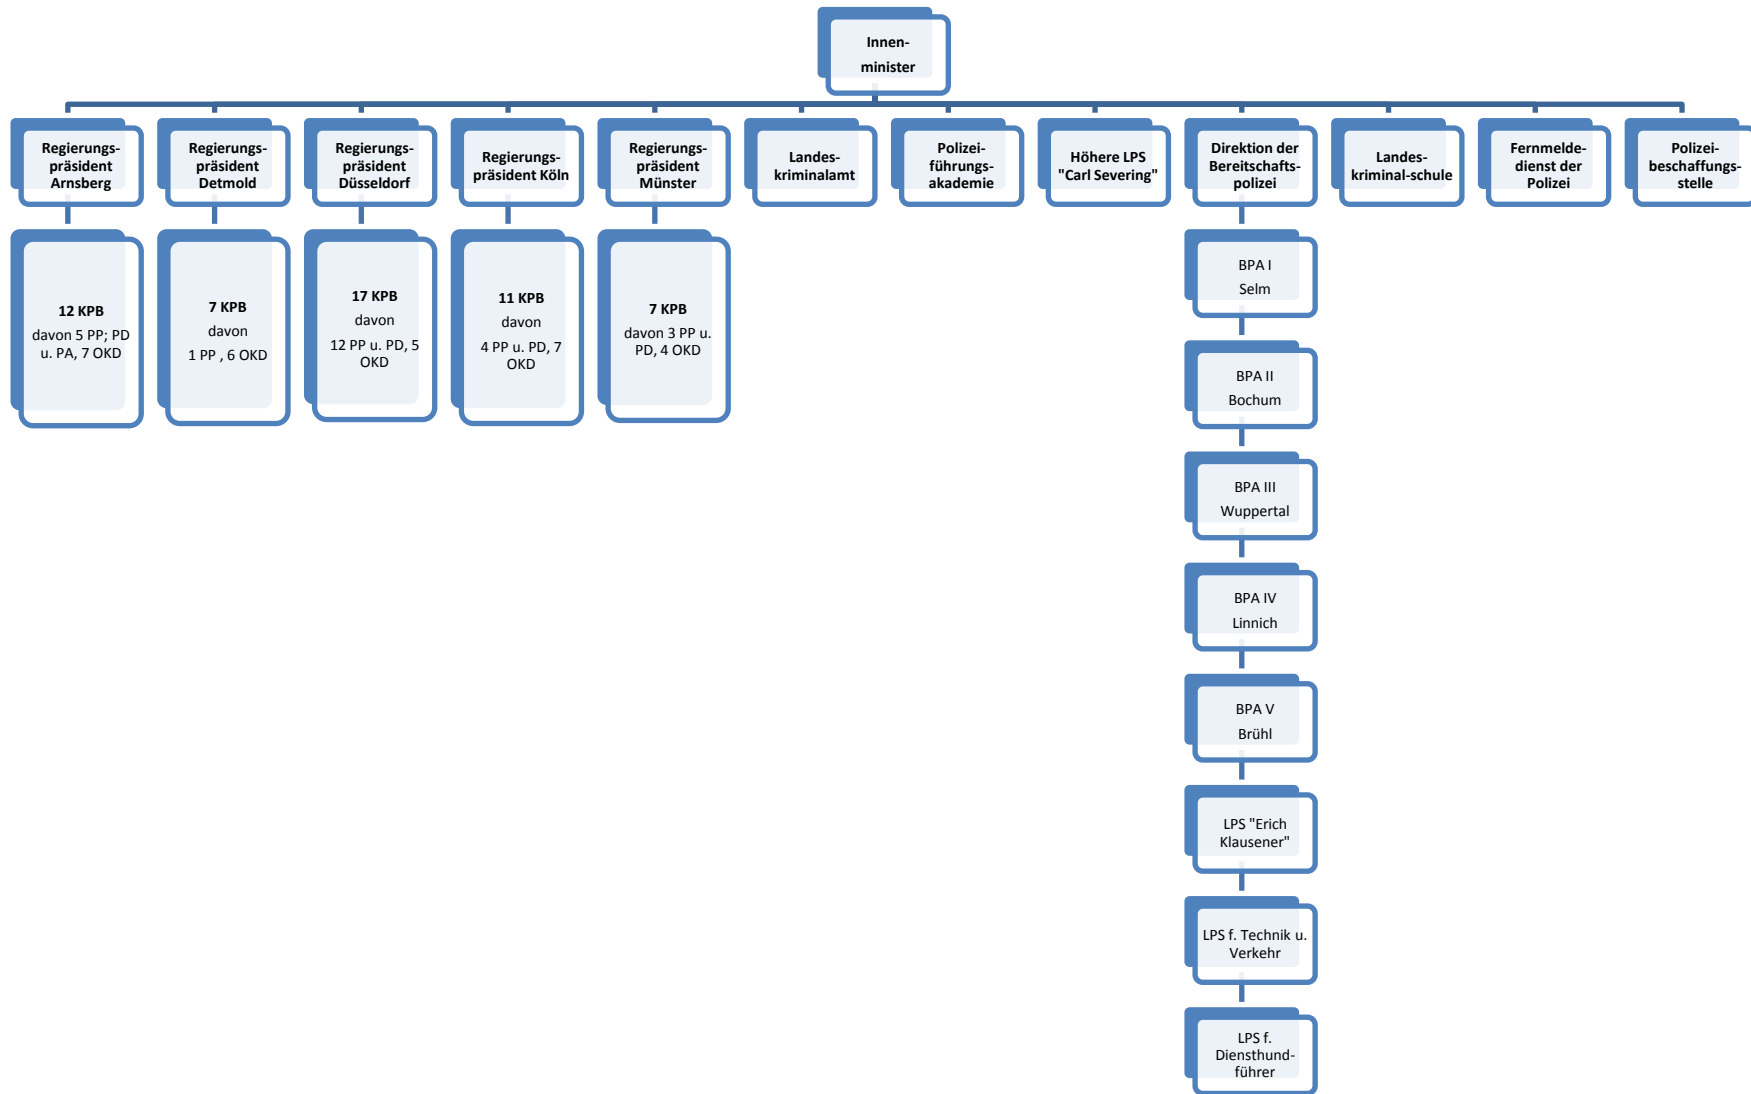 Innen-
minister
Regierungs-
präsident
Arnsberg
Regierungs-
präsident
Detmold
Regierungs-
präsident
Düsseldorf
Regierungs-
präsident Köln
Regierungs-
präsident
Münster
Landes-
kriminalamt
Polizei-
führungs-
akademie
Höhere LPS
"Carl Severing"
Direktion der
Bereitschafts-
polizei
Landes-
kriminal-schule
Fernmelde-
dienst der
Polizei
Polizei-
beschaffungs-
stelle
12 KPB
davon 5 PP; PD
u. PA, 7 OKD
7 KPB
davon
1 PP , 6 OKD
17 KPB
davon
12 PP u. PD, 5
OKD
11 KPB
davon
4 PP u. PD, 7
OKD
7 KPB
davon 3 PP u.
PD, 4 OKD
BPA I
Selm
BPA II
Bochum
BPA III
Wuppertal
BPA IV
Linnich
BPA V
Brühl
LPS "Erich
Klausener"
LPS f. Technik u.
Verkehr
LPS f.
Diensthund-
führer